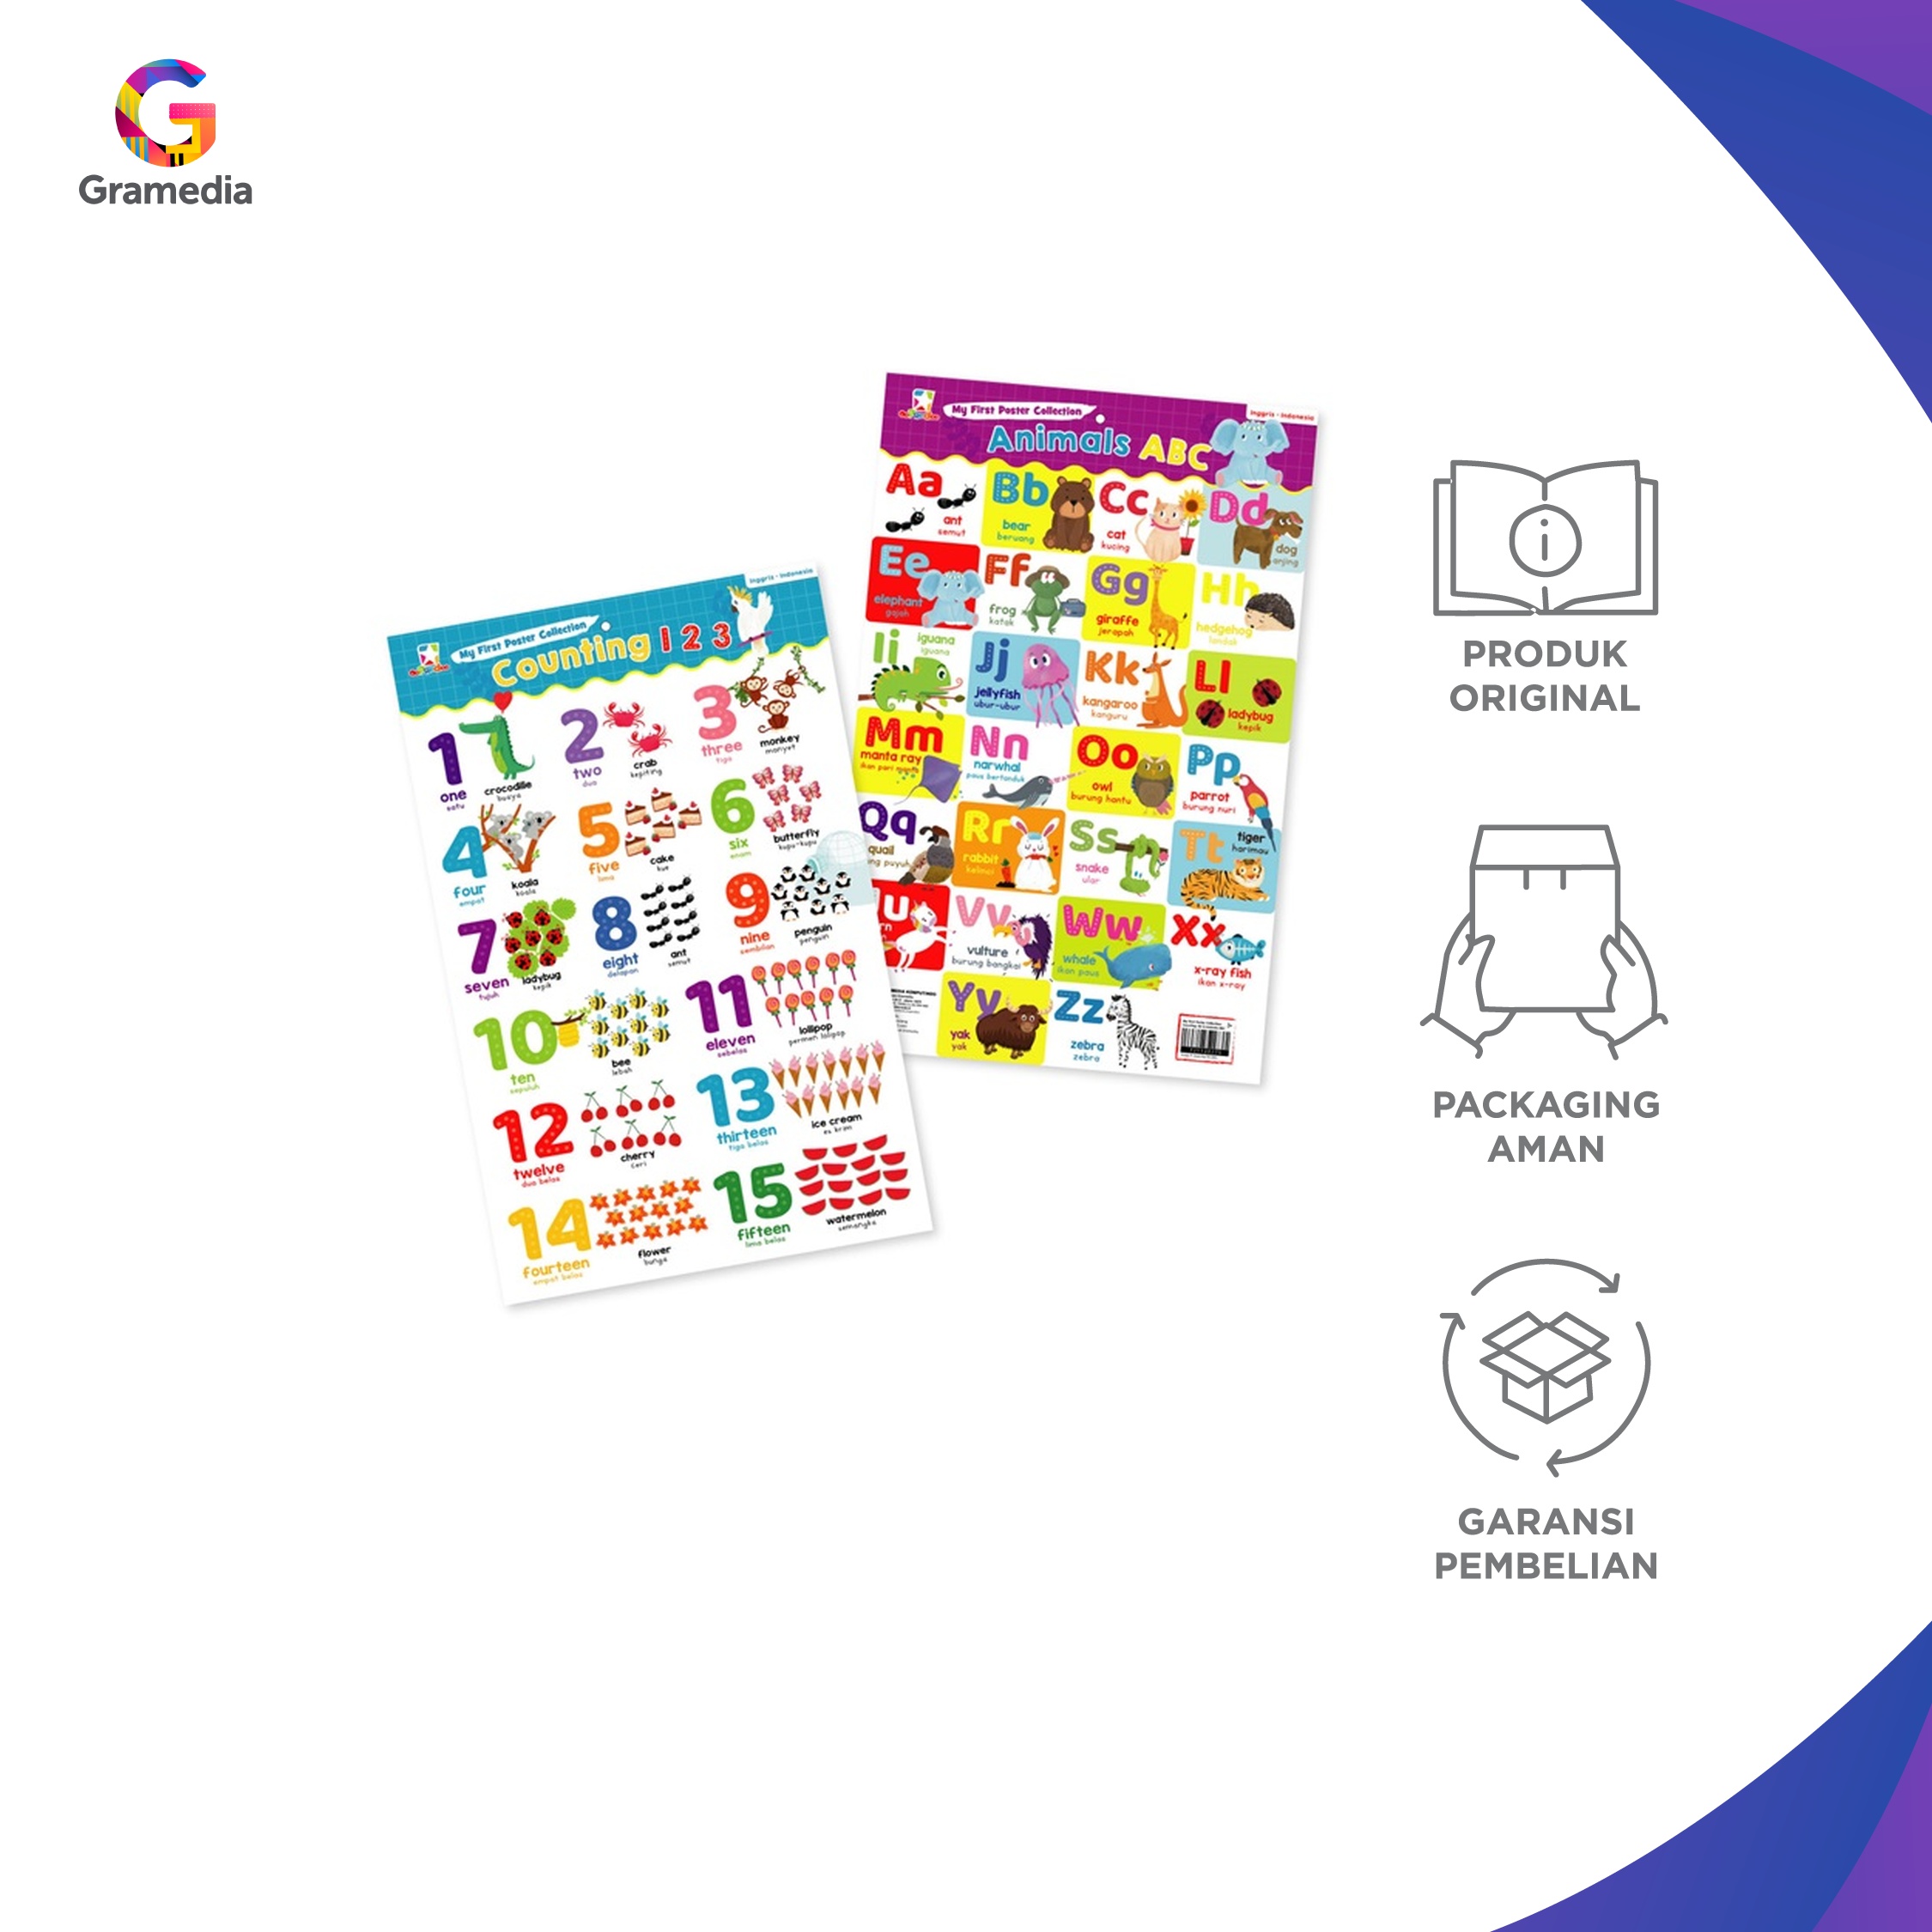 Gramedia
My First Poster Collection
Inggris - Indonesia
Counting 1 2 3
1
one
satu
crocodile
buaya
2
two
dua
crab
kepiting
3
three
tiga
monkey
monyet
4
four
empat
koala
koala
5
five
lima
cake
kue
6
six
enam
butterfly
kupu-kupu
7
seven
tujuh
ladybug
kepik
8
eight
delapan
ant
semut
9
nine
sembilan
penguin
penguin
10
ten
sepuluh
bee
lebah
11
eleven
sebelas
lollipop
permen lolipop
12
twelve
dua belas
cherry
ceri
13
thirteen
tiga belas
ice cream
es krim
14
fourteen
empat belas
flower
bunga
15
fifteen
lima belas
watermelon
semangka
My First Poster Collection
Inggris - Indonesia
Animals ABC
Aa
ant
semut
Bb
bear
beruang
Cc
cat
kucing
Dd
dog
anjing
Ee
elephant
gajah
Ff
frog
katak
Gg
giraffe
jerapah
Hh
hedgehog
landak
Ii
iguana
iguana
Jj
jellyfish
ubur-ubur
Kk
kangaroo
kanguru
Ll
ladybug
kepik
Mm
manta ray
ikan pari manta
Nn
narwhal
paus bertanduk
Oo
owl
burung hantu
Pp
parrot
burung nuri
Qq
quail
puyuh
Rr
rabbit
kelinci
Ss
snake
ular
Tt
tiger
harimau
u
Vv
vulture
burung bangkai
Ww
whale
ikan paus
Xx
x-ray fish
ikan x-ray
Yy
yak
yak
Zz
zebra
zebra
PRODUK
ORIGINAL
PACKAGING
AMAN
GARANSI
PEMBELIAN